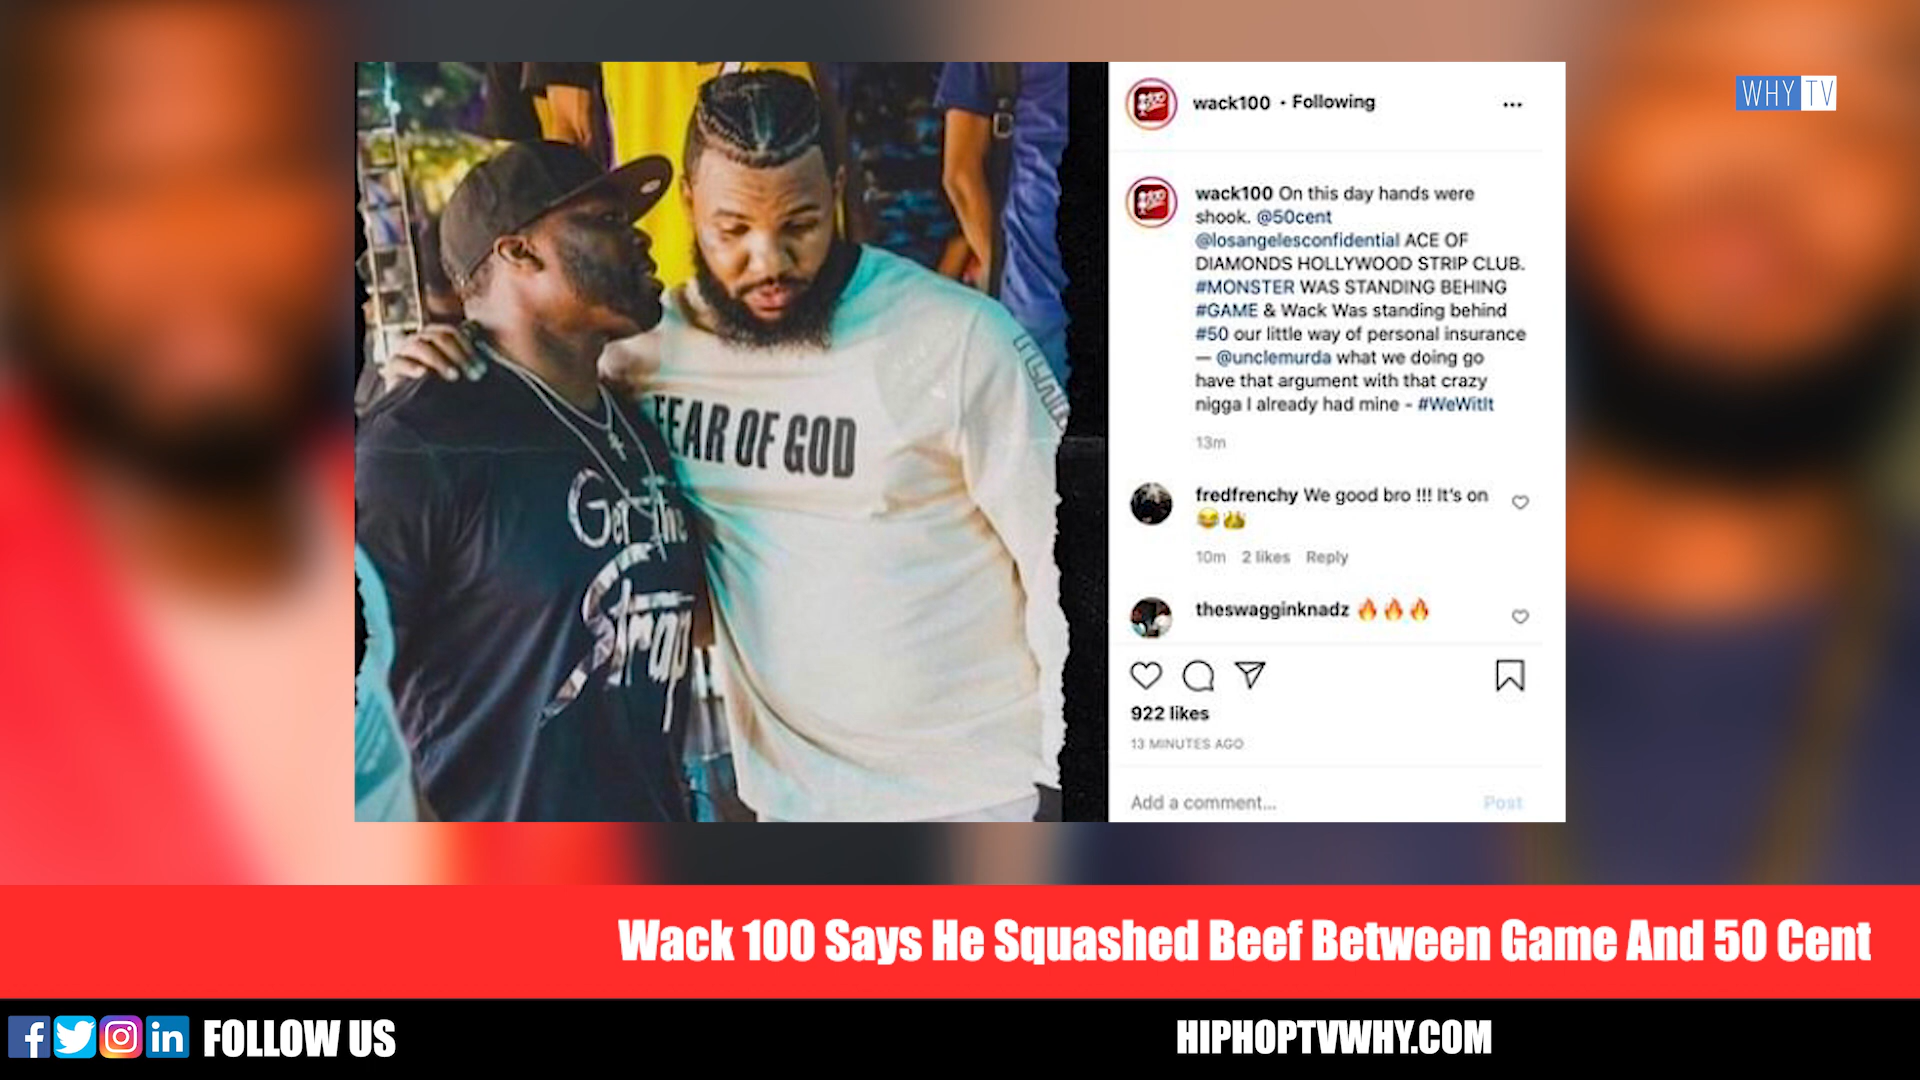 WHY TV
wack100 • Following
wack100 On this day hands were
shook. @50cent
@losangelesconfidential ACE OF
DIAMONDS HOLLYWOOD STRIP CLUB.
#MONSTER WAS STANDING BEHING
#GAME & Wack Was standing behind
#50 our little way of personal insurance
— @unclemurda what we doing go
have that argument with that crazy
nigga I already had mine - #WeWitIt
13m
fredfrenchy We good bro !!! It's on
😂👑
10m 2 likes Reply
theswagginknadz 🔥🔥🔥
922 likes
13 MINUTES AGO
Add a comment... Post
FEAR OF GOD
Get The
Strap
Wack 100 Says He Squashed Beef Between Game And 50 Cent
FOLLOW US
HIPHOPTVWHY.COM